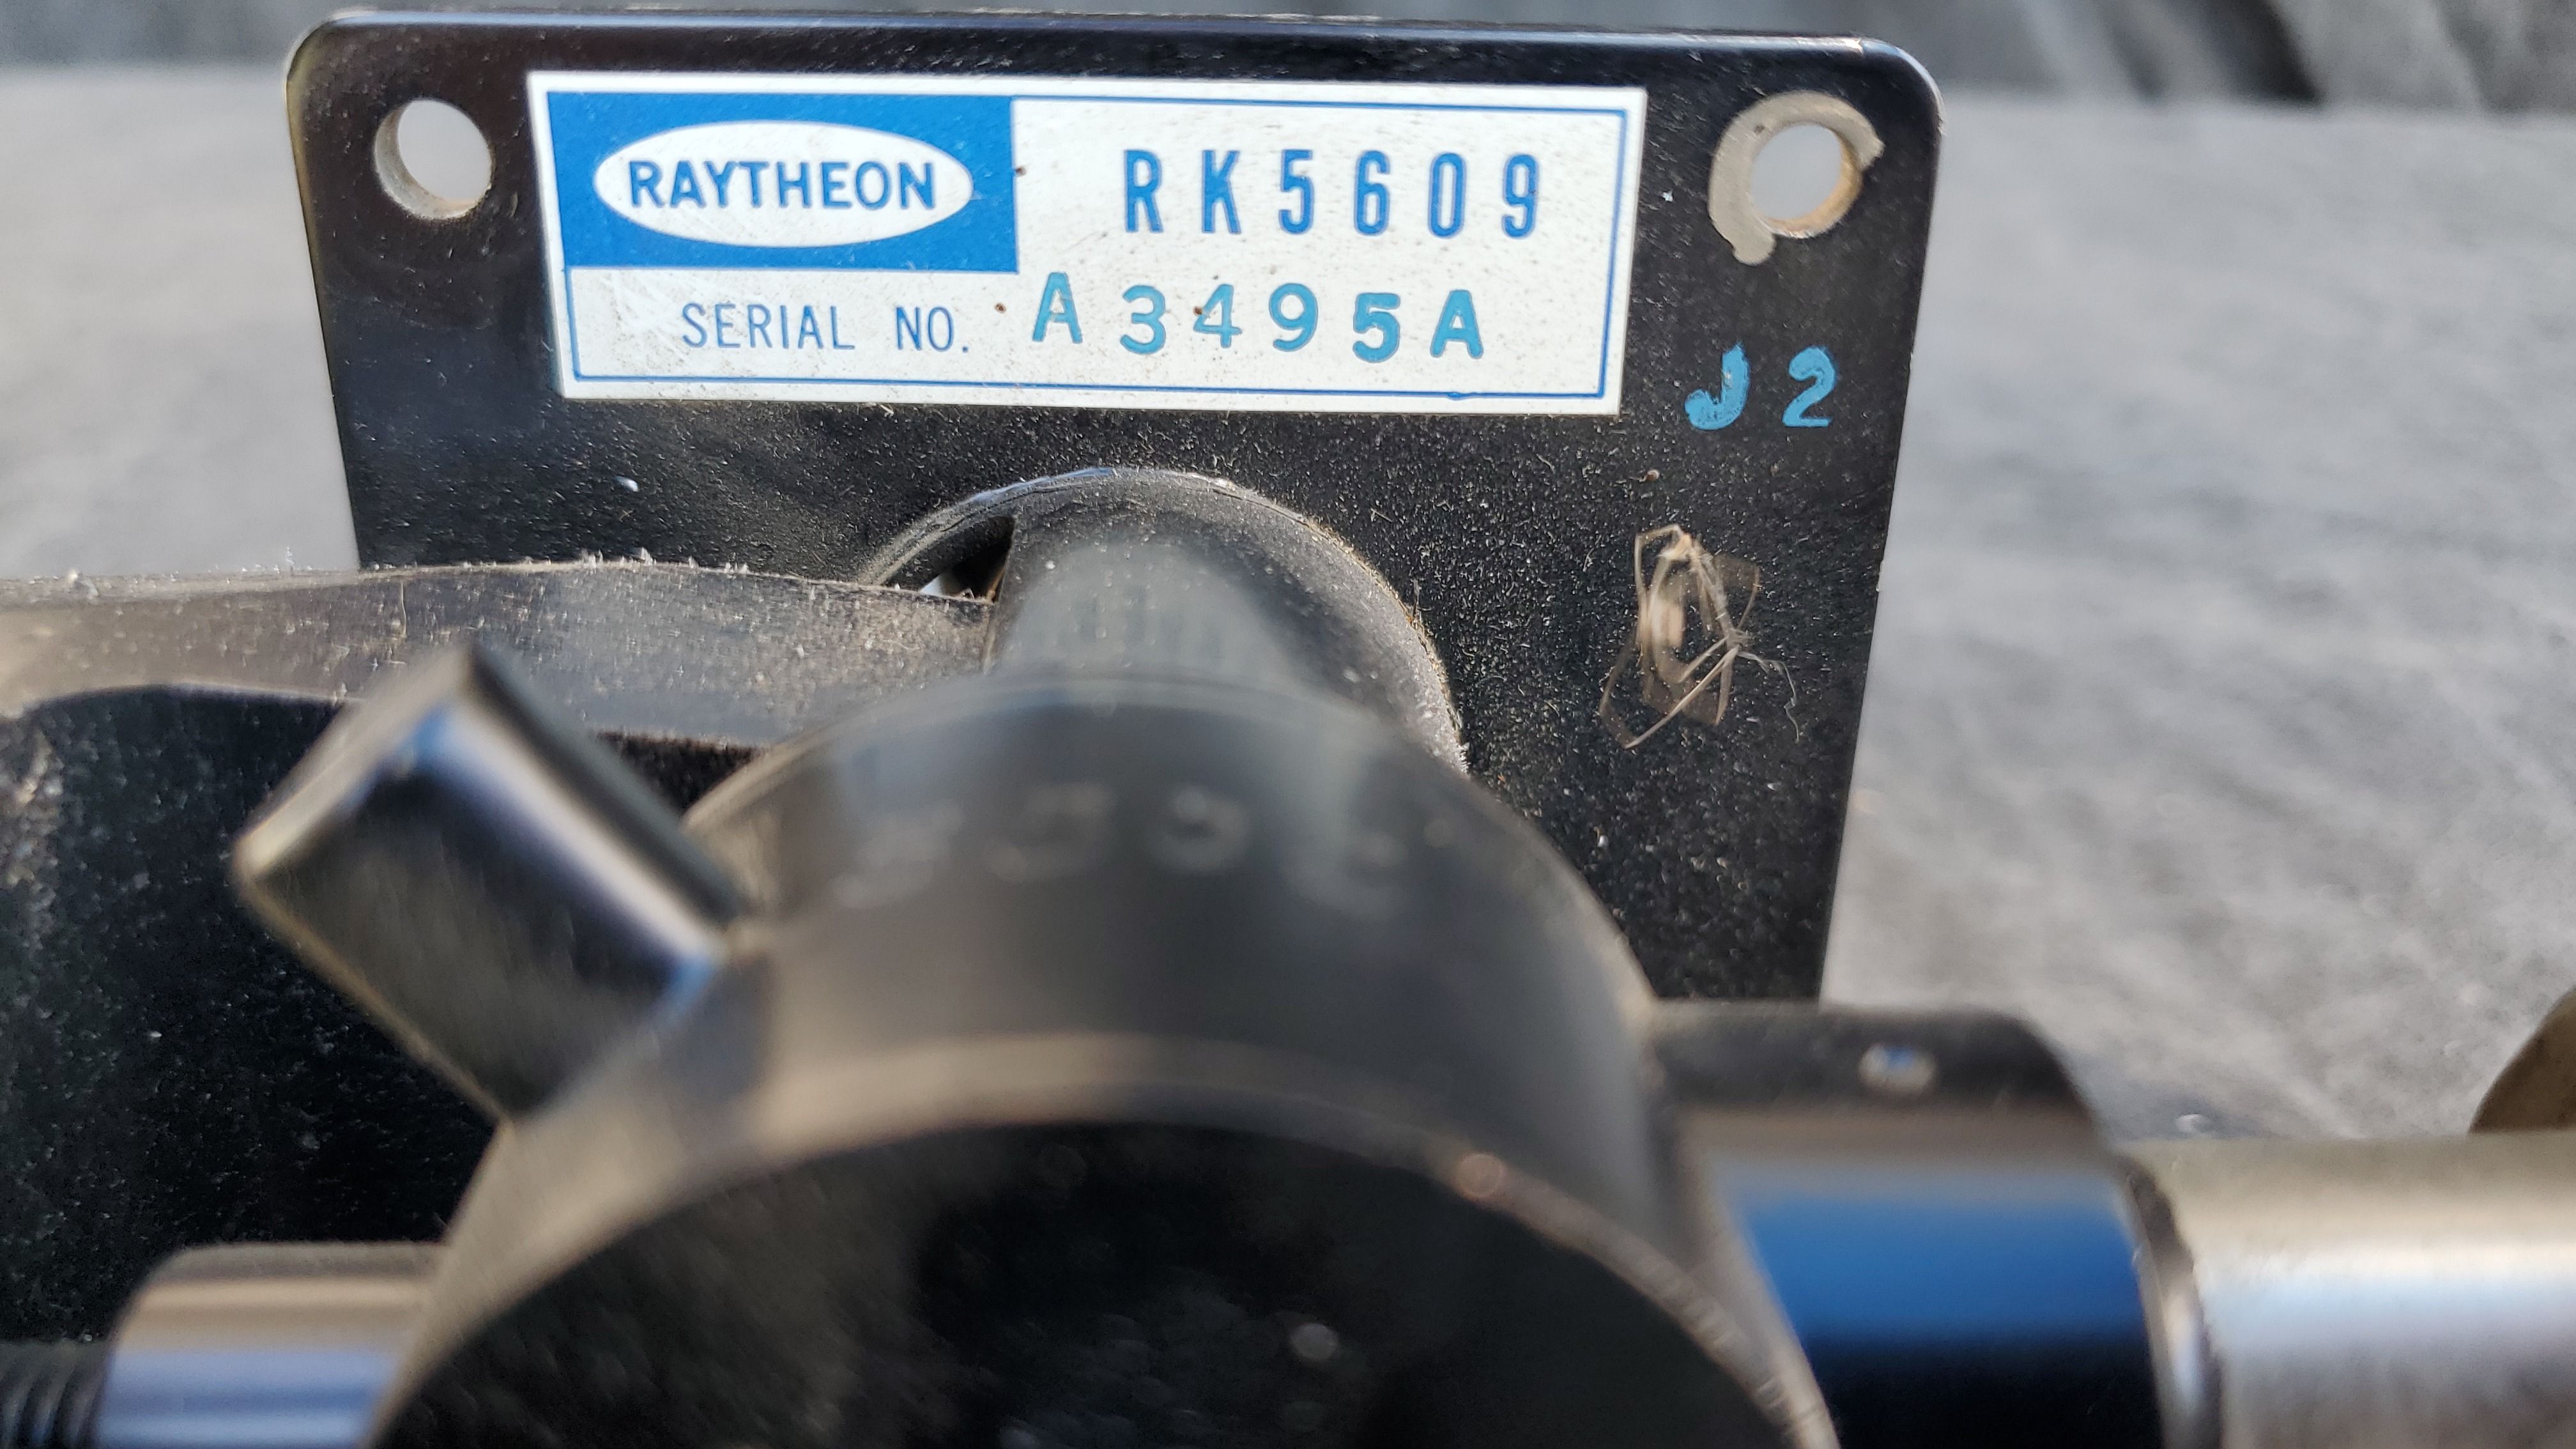 RAYTHEON
RK5609
SERIAL NO. A3495A
J2